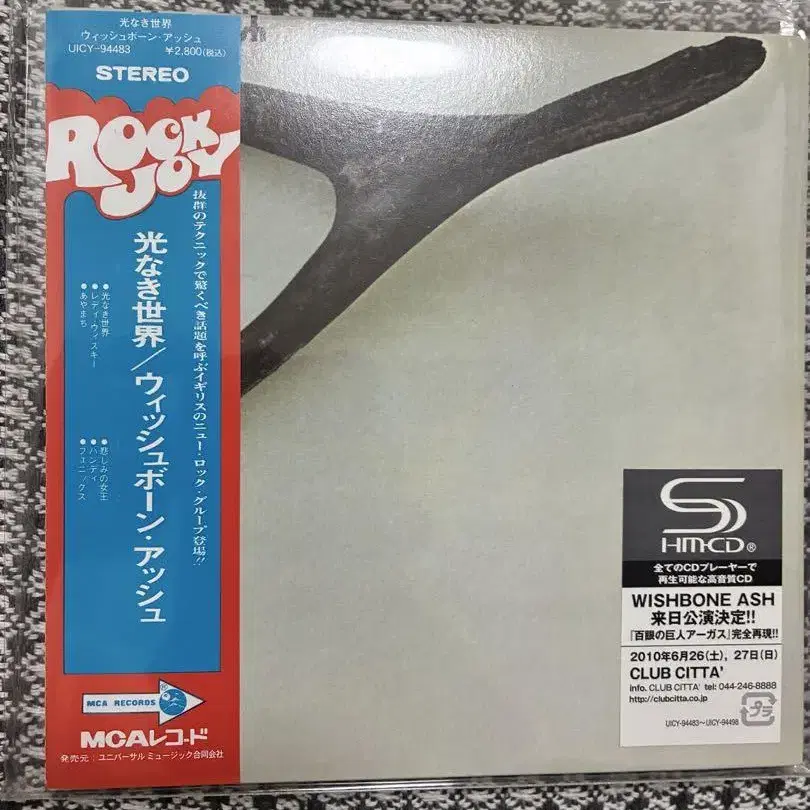 光なき世界
ウィッシュボーン・アッシュ
UICY-94483 ¥2,800(税込)
STEREO
ROCK
JOY
抜群のテクニックで驚くべき話題を呼ぶイギリスのニュー・ロック・グループ登場!!
光なき世界/ウィッシュボーン・アッシュ
●光なき世界
●レディ・ウィスキー
●あやまち
●悲しみの女王
●ハンディ
●フェニックス
MCA RECORDS
MCAレコード
発売元:ユニバーサル ミュージック合同会社
SHM-CD®
全てのCDプレーヤーで
再生可能な高音質CD
WISHBONE ASH
来日公演決定!!
『百眼の巨人アーガス』完全再現!!
2010年6月26(土), 27日(日)
CLUB CITTA'
info. CLUB CITTA' tel: 044-246-8888
http://clubcitta.co.jp
プラ
UICY-94483~UICY-94498